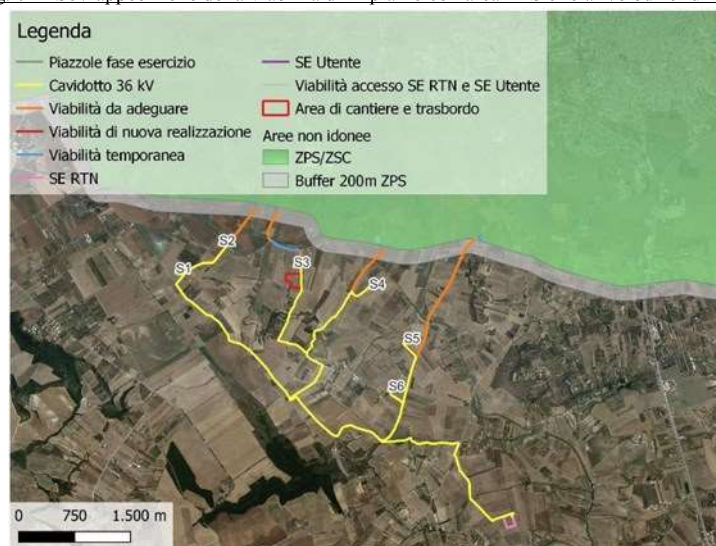 Legenda
Piazzole fase esercizio
Cavidotto 36 kV
Viabilità da adeguare
Viabilità di nuova realizzazione
Viabilità temporanea
SE RTN
SE Utente
Viabilità accesso SE RTN e SE Utente
Area di cantiere e trasbordo
Aree non idonee
ZPS/ZSC
Buffer 200m ZPS
S2
S1
S3
S4
S5
S6
0 750 1.500 m